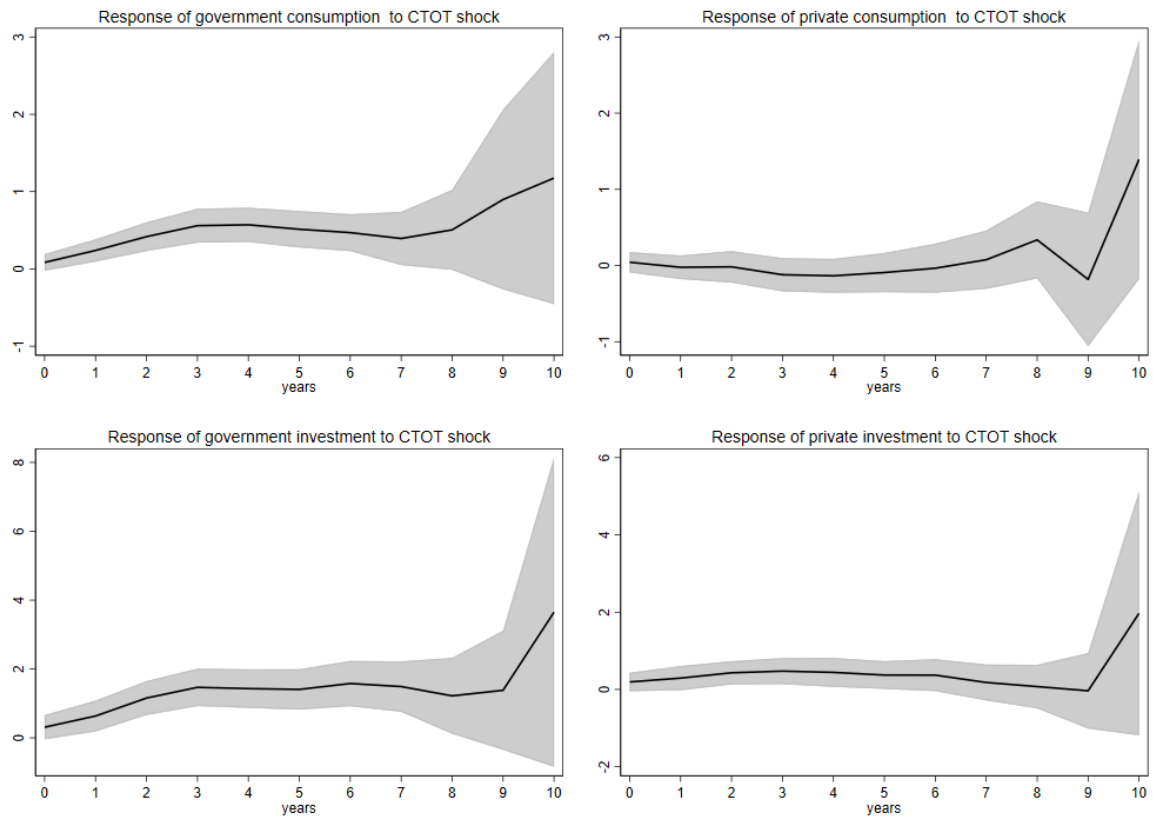 Response of government consumption  to CTOT shock
3
2
1
0
-1
0 1 2 3 4 5 6 7 8 9 10
years
Response of private consumption  to CTOT shock
3
2
1
0
-1
0 1 2 3 4 5 6 7 8 9 10
years
Response of government investment to CTOT shock
8
6
4
2
0
0 1 2 3 4 5 6 7 8 9 10
years
Response of private investment to CTOT shock
6
4
2
0
-2
0 1 2 3 4 5 6 7 8 9 10
years